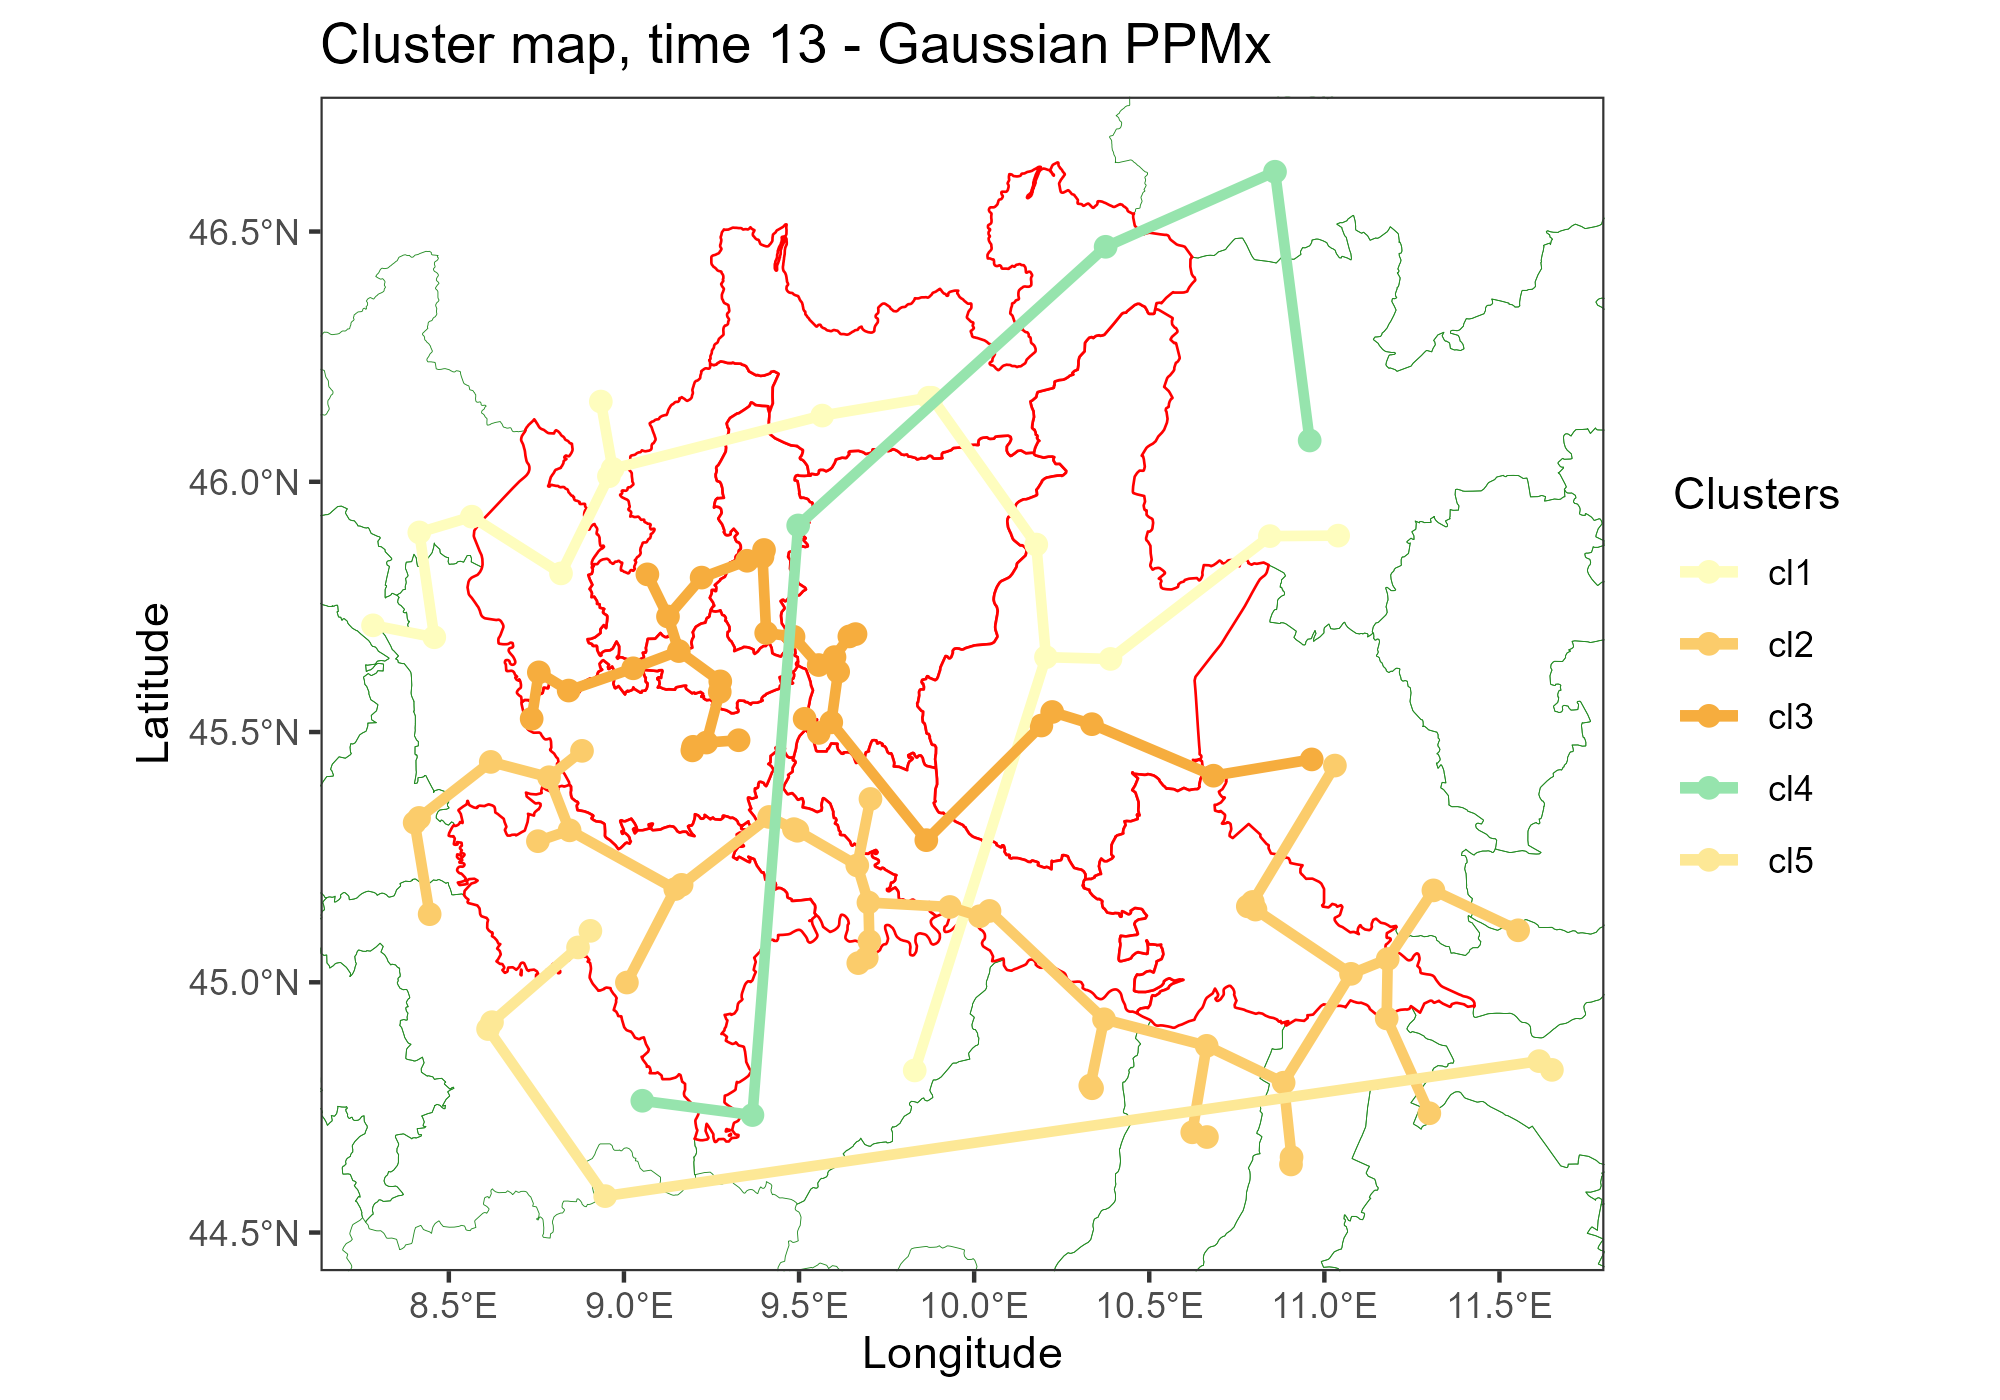 Cluster map, time 13 - Gaussian PPMx
46.5°N
46.0°N
45.5°N
45.0°N
44.5°N
Latitude
8.5°E
9.0°E
9.5°E
10.0°E
10.5°E
11.0°E
11.5°E
Longitude
Clusters
cl1
cl2
cl3
cl4
cl5